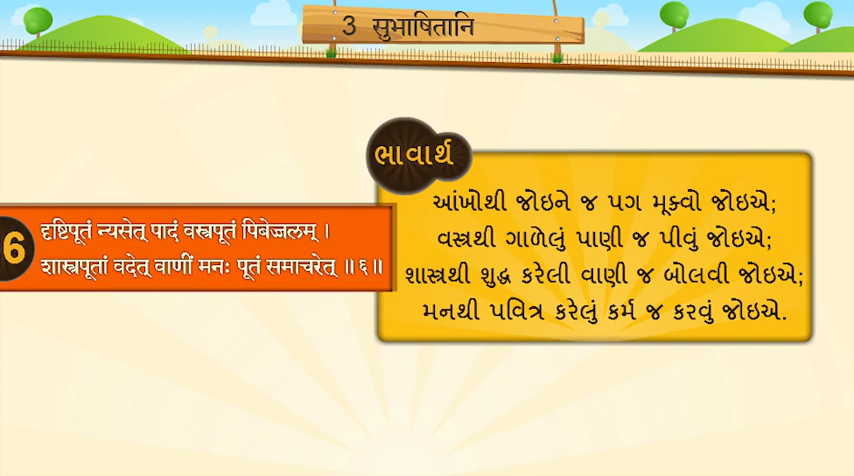 3 सुभाषितानि
ભાવાર્થ
6
दृष्टिपूतं न्यसेत् पादं वस्त्रपूतं पिबेज्जलम् ।
शास्त्रपूतां वदेत् वाणीं मनः पूतं समाचरेत् ॥६॥
આંખોથી જોઇને જ પગ મૂક્વો જોઇએ;
વસ્ત્રથી ગાળેલું પાણી જ પીવું જોઇએ;
શાસ્ત્રથી શુદ્ધ કરેલી વાણી જ બોલવી જોઇએ;
મનથી પવિત્ર કરેલું કર્મ જ કરવું જોઇએ.